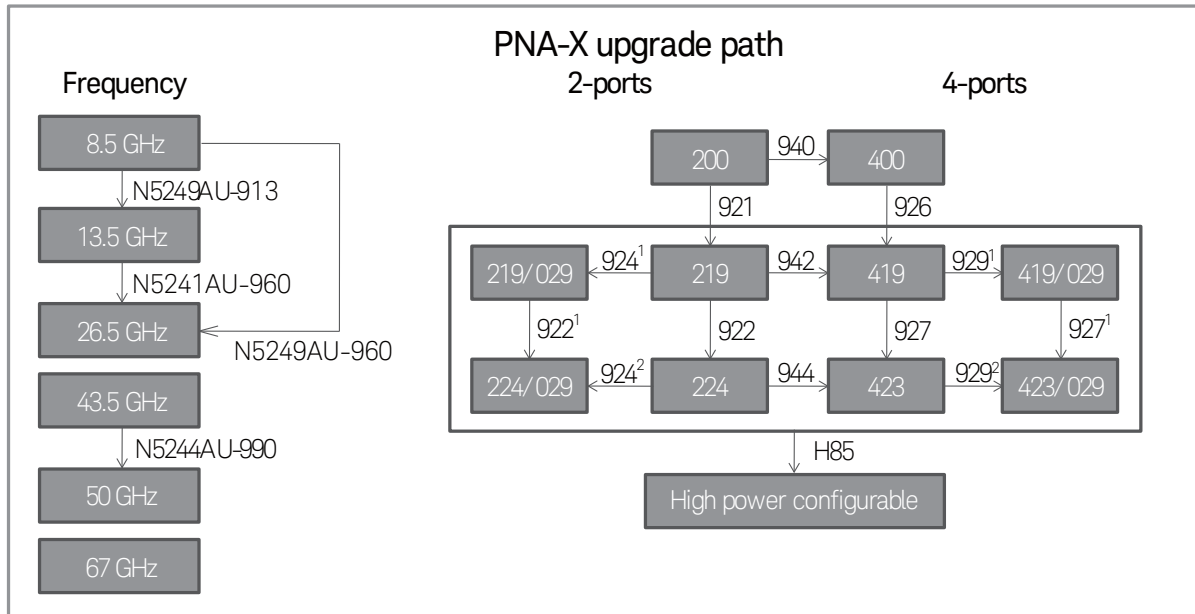 PNA-X upgrade path
Frequency 2-ports 4-ports
8.5 GHz
N5249AU-913
13.5 GHz
N5241AU-960
26.5 GHz
N5249AU-960
43.5 GHz
N5244AU-990
50 GHz
67 GHz
200 940 400
921 926
219/029 924¹ 219 942 419 929¹ 419/029
922¹ 922 927 927¹
224/029 924² 224 944 423 929² 423/029
H85
High power configurable